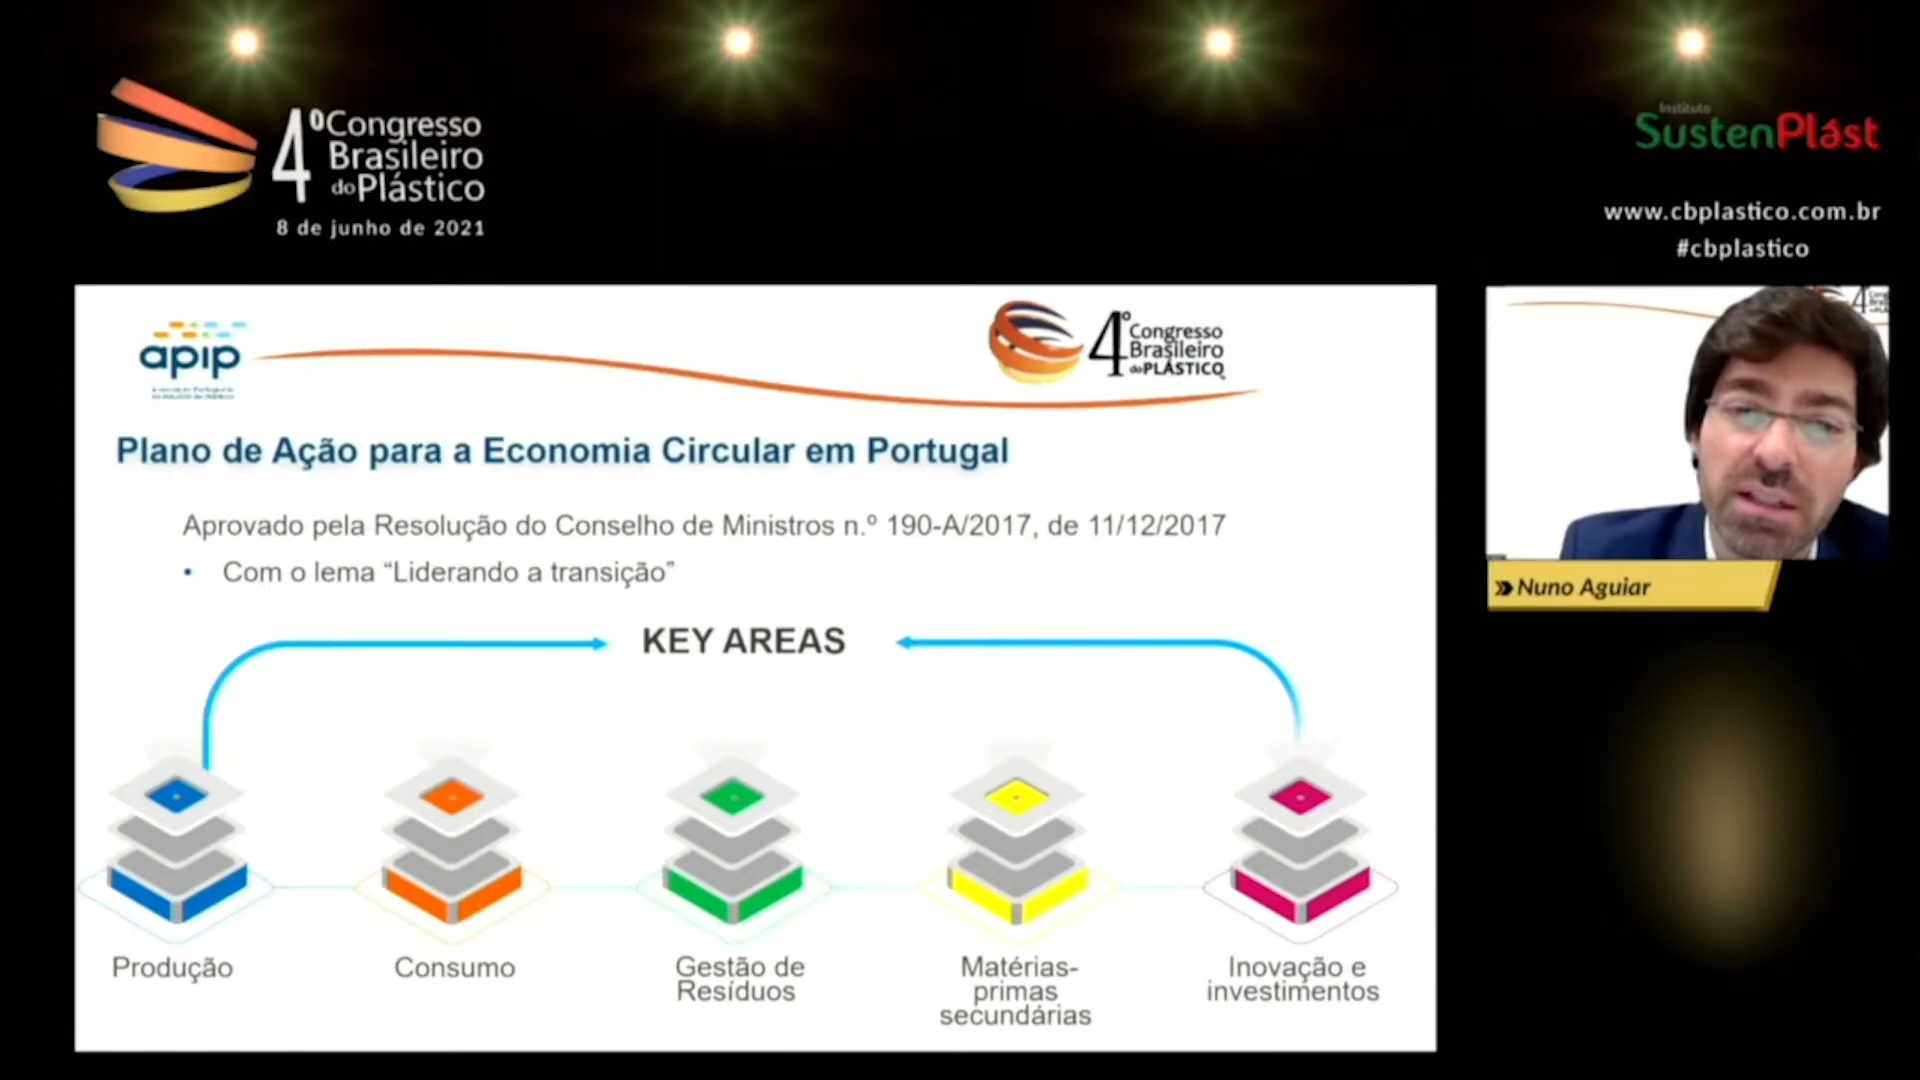 4º Congresso
Brasileiro
do Plástico
8 de junho de 2021
Instituto
SustenPlást
www.cbplastico.com.br
#cbplastico
apip
4º Congresso
Brasileiro
do PLÁSTICO
Plano de Ação para a Economia Circular em Portugal
Aprovado pela Resolução do Conselho de Ministros n.º 190-A/2017, de 11/12/2017
• Com o lema “Liderando a transição”
KEY AREAS
Produção
Consumo
Gestão de
Resíduos
Matérias-
primas
secundárias
Inovação e
investimentos
Nuno Aguiar